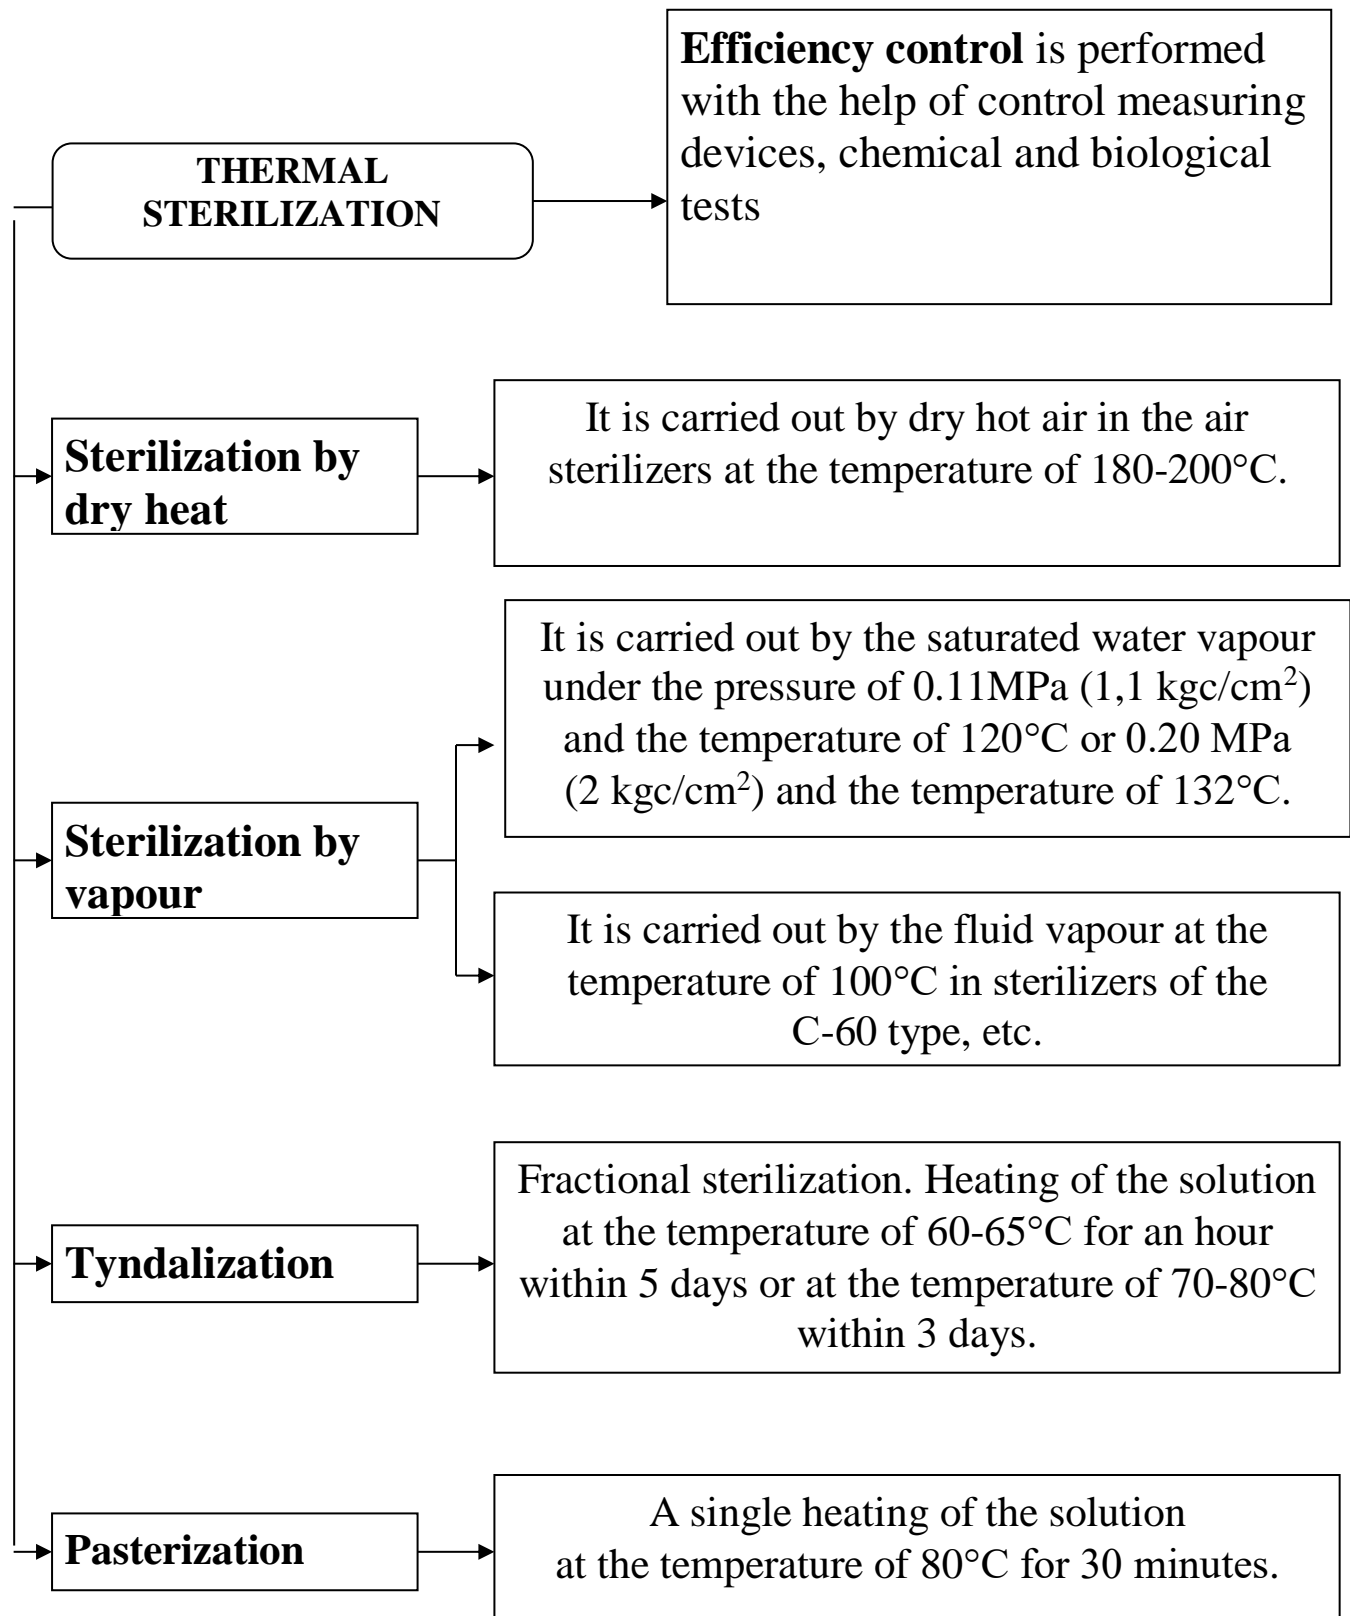 Efficiency control is performed
with the help of control measuring
devices, chemical and biological
tests
THERMAL
STERILIZATION
Sterilization by
dry heat
It is carried out by dry hot air in the air
sterilizers at the temperature of 180-200°C.
Sterilization by
vapour
It is carried out by the saturated water vapour
under the pressure of 0.11MPa (1,1 kgc/cm²)
and the temperature of 120°C or 0.20 MPa
(2 kgc/cm²) and the temperature of 132°C.
It is carried out by the fluid vapour at the
temperature of 100°C in sterilizers of the
C-60 type, etc.
Tyndalization
Fractional sterilization. Heating of the solution
at the temperature of 60-65°C for an hour
within 5 days or at the temperature of 70-80°C
within 3 days.
Pasterization
A single heating of the solution
at the temperature of 80°C for 30 minutes.